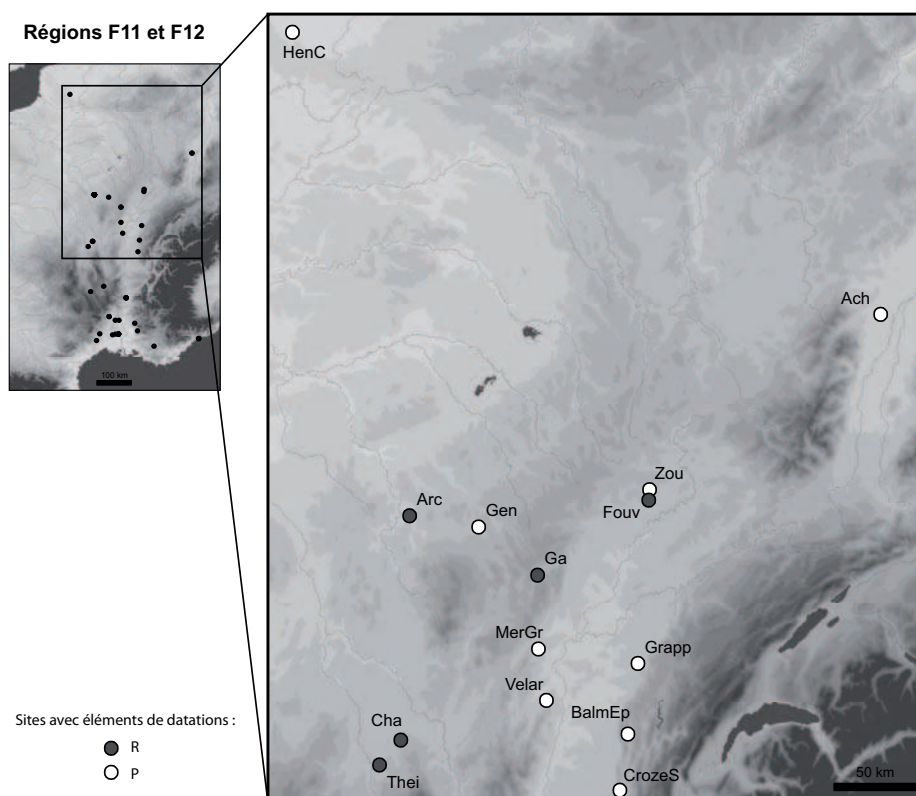 Régions F11 et F12
HenC
100 km
Ach
Zou
Fouv
Arc
Gen
Ga
MerGr
Grapp
Velar
BalmEp
Cha
Thei
CrozeS
50 km
Sites avec éléments de datations :
R
P